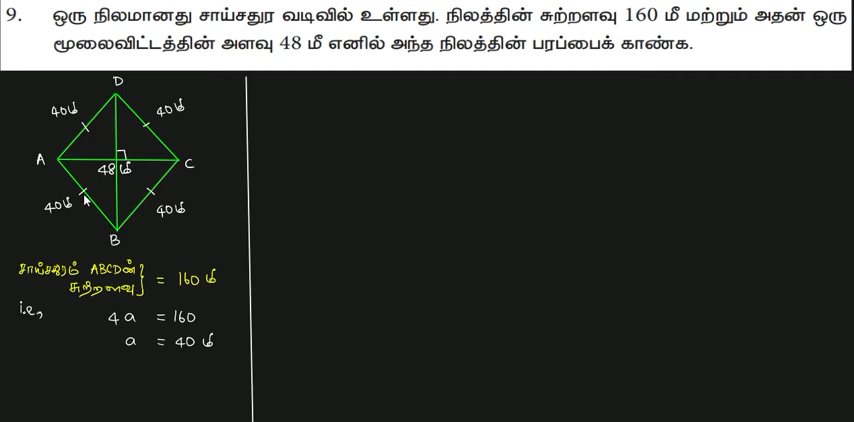 9. ஒரு நிலமானது சாய்சதுர வடிவில் உள்ளது. நிலத்தின் சுற்றளவு 160 மீ மற்றும் அதன் ஒரு
மூலைவிட்டத்தின் அளவு 48 மீ எனில் அந்த நிலத்தின் பரப்பைக் காண்க.
D
40மீ 40மீ
A 48மீ C
40மீ 40மீ
B
சாய்சதுரம் ABCDன்
சுற்றளவு} = 160 மீ
i.e, 4a = 160
a = 40 மீ